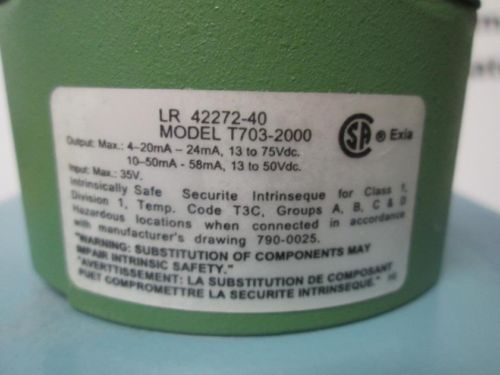 LR 42272-40
MODEL T703-2000
SA ® Exia
Output: Max.: 4-20mA - 24mA, 13 to 75Vdc.
10-50mA - 58mA, 13 to 50Vdc.
Input: Max.: 35V.
Intrinsically Safe Securite Intrinseque for Class 1,
Division 1, Temp. Code T3C, Groups A, B, C & D
Hazardous locations when connected in accordance
with manufacturer's drawing 790-0025.
"WARNING: SUBSTITUTION OF COMPONENTS MAY
IMPAIR INTRINSIC SAFETY."
"AVERTISSEMENT: LA SUBSTITUTION DE COMPOSANT
PUET COMPROMETTRE LA SECURITE INTRINSEQUE."